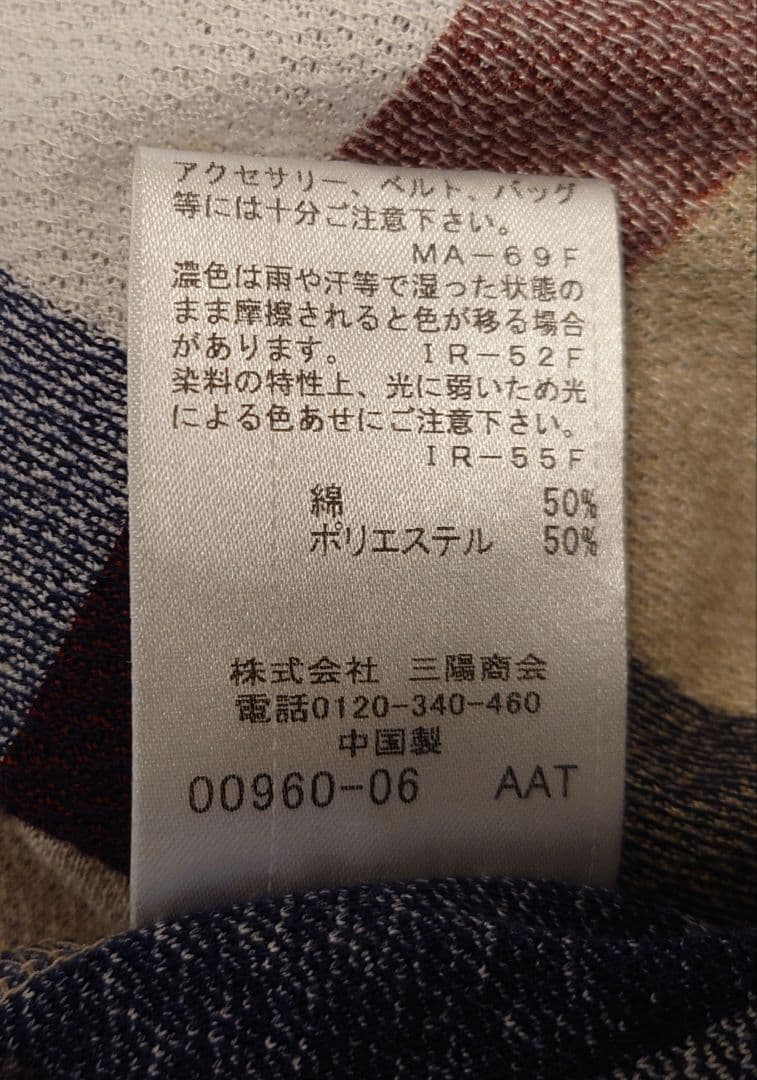 アクセサリー、ベルト、バッグ
等には十分ご注意下さい。
MA-69F
濃色は雨や汗等で湿った状態の
まま摩擦されると色が移る場合
があります。 IR-52F
染料の特性上、光に弱いため光
による色あせにご注意下さい。
IR-55F
綿 50%
ポリエステル 50%
株式会社 三陽商会
電話0120-340-460
中国製
00960-06 AAT